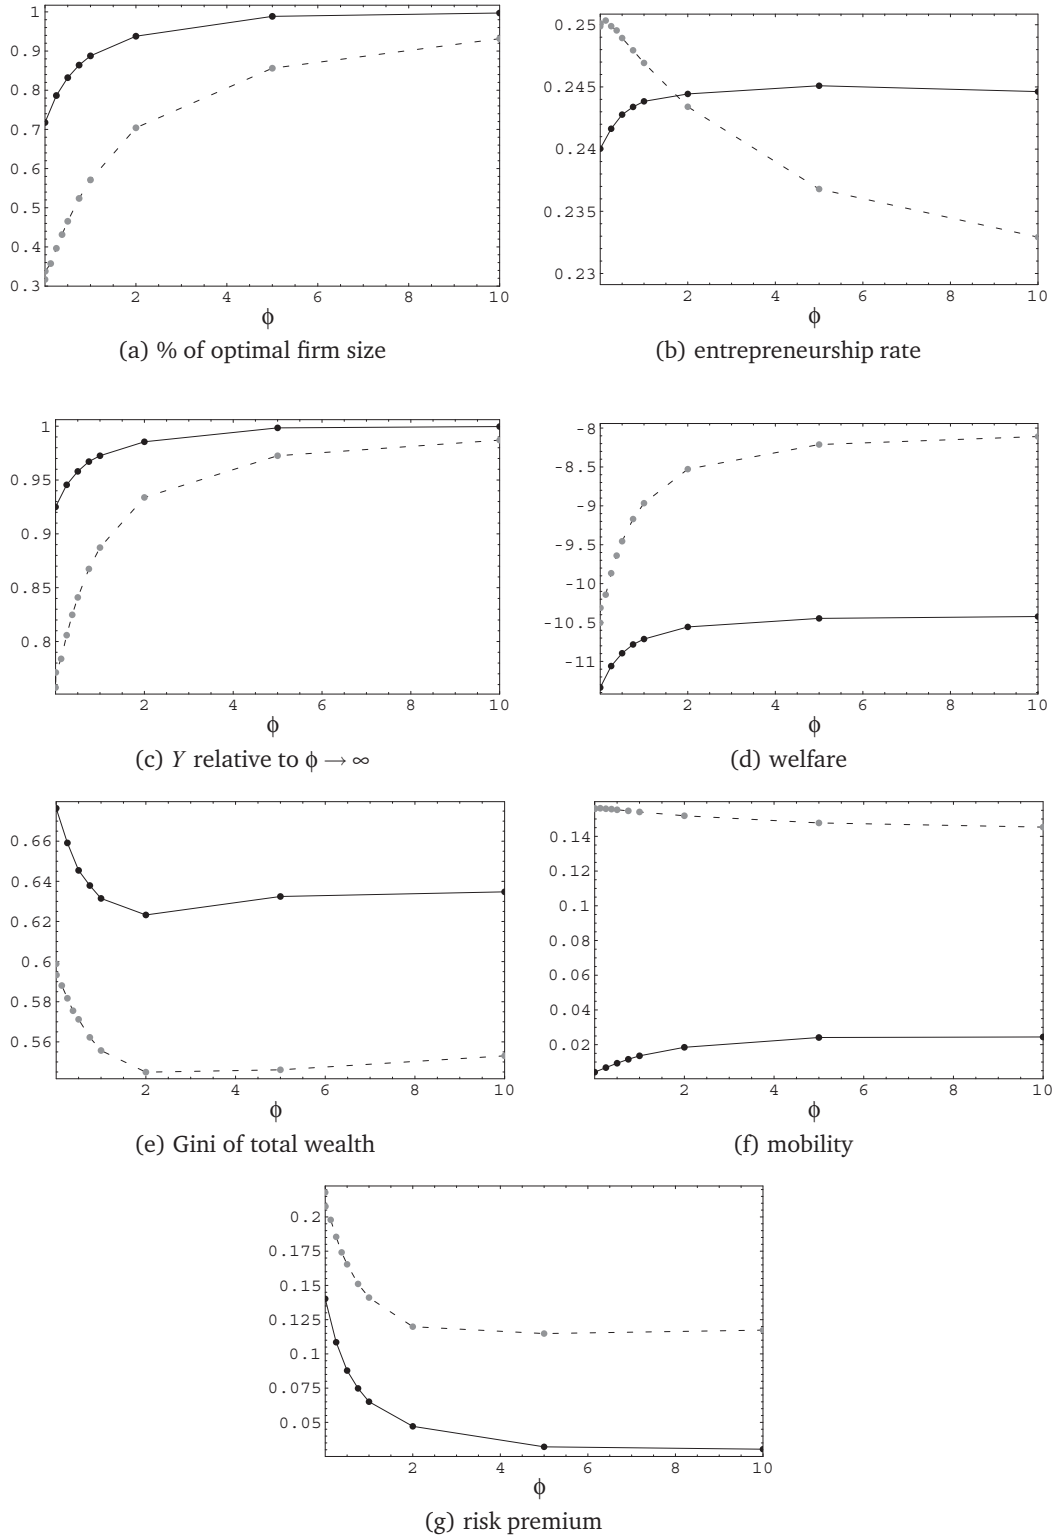 1
0.9
0.8
0.7
0.6
0.5
0.4
0.3
2 4 6 8 10
ϕ
(a) % of optimal firm size
0.25
0.245
0.24
0.235
0.23
2 4 6 8 10
ϕ
(b) entrepreneurship rate
1
0.95
0.9
0.85
0.8
2 4 6 8 10
ϕ
(c) Y relative to ϕ → ∞
-8
-8.5
-9
-9.5
-10
-10.5
-11
2 4 6 8 10
ϕ
(d) welfare
0.66
0.64
0.62
0.6
0.58
0.56
2 4 6 8 10
ϕ
(e) Gini of total wealth
0.14
0.12
0.1
0.08
0.06
0.04
0.02
2 4 6 8 10
ϕ
(f) mobility
0.2
0.175
0.15
0.125
0.1
0.075
0.05
2 4 6 8 10
ϕ
(g) risk premium